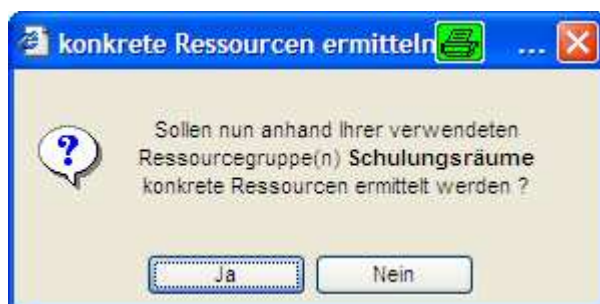 konkrete Ressourcen ermitteln ...
Sollen nun anhand Ihrer verwendeten
Ressourcegruppe(n) Schulungsräume
konkrete Ressourcen ermittelt werden ?
Ja Nein